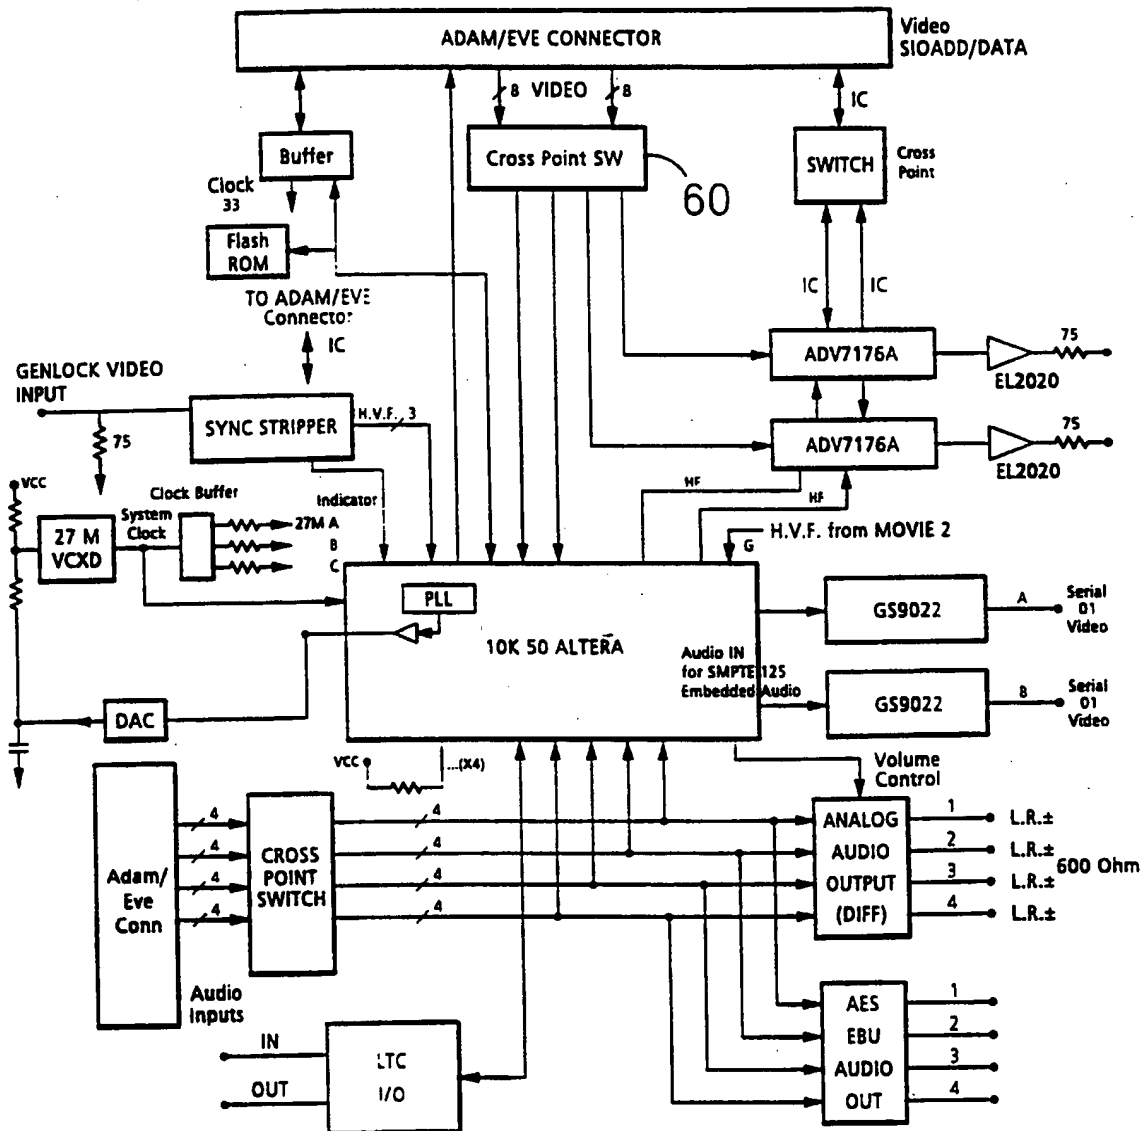 ADAM/EVE CONNECTOR
Video
SIOADD/DATA
8 VIDEO 8
IC
Buffer
Cross Point SW
60
SWITCH
Cross
Point
Clock
33
Flash
ROM
TO ADAM/EVE
Connector
IC
IC
IC
GENLOCK VIDEO
INPUT
75
SYNC STRIPPER
H.V.F. 3
ADV7176A
EL2020
75
ADV7176A
EL2020
75
VCC
27 M
VCXD
System
Clock
Clock Buffer
Indicator
27M A
B
C
HF
HF
G
H.V.F. from MOVIE 2
PLL
10K 50 ALTERA
Audio IN
for SMPTE 125
Embedded Audio
GS9022
A
Serial
01
Video
GS9022
B
Serial
01
Video
DAC
VCC
...(X4)
Volume
Control
Adam/
Eve
Conn
4
4
4
4
CROSS
POINT
SWITCH
4
4
4
4
ANALOG
AUDIO
OUTPUT
(DIFF)
1
2
3
4
L.R.±
L.R.±
L.R.±
L.R.±
600 Ohm
Audio
Inputs
IN
OUT
LTC
I/O
AES
EBU
AUDIO
OUT
1
2
3
4